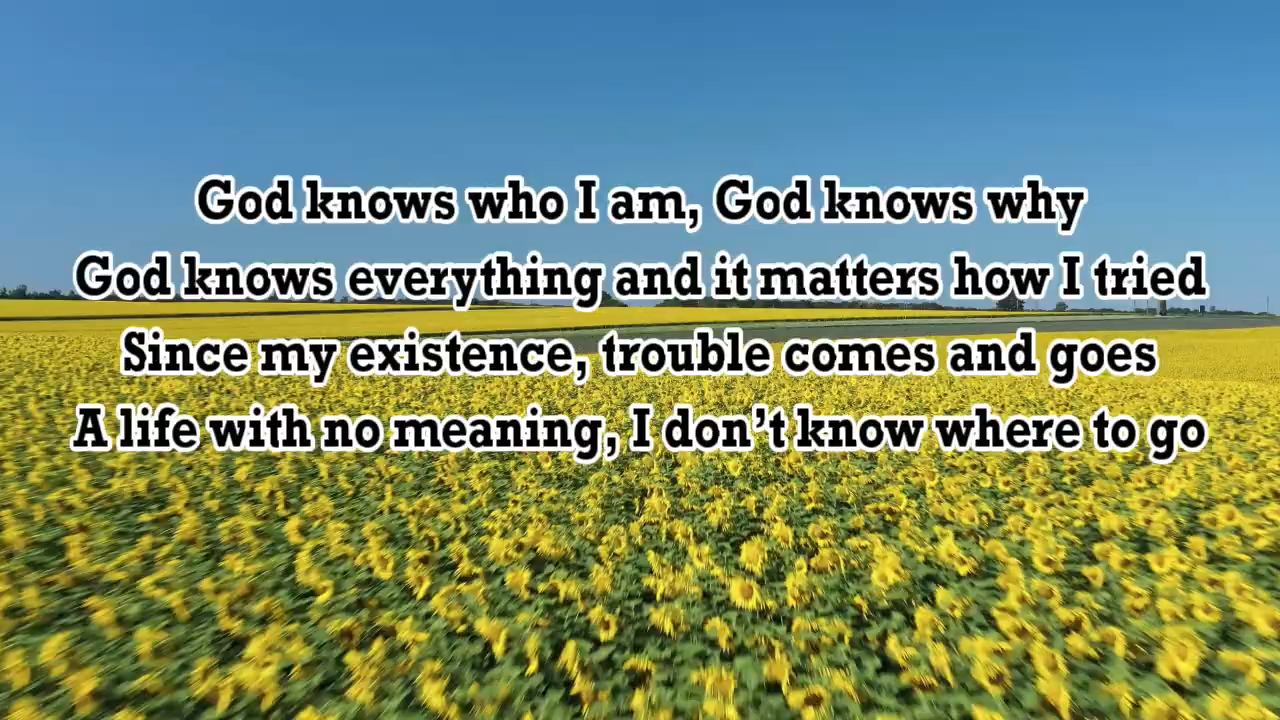 God knows who I am, God knows why
God knows everything and it matters how I tried
Since my existence, trouble comes and goes
A life with no meaning, I don’t know where to go